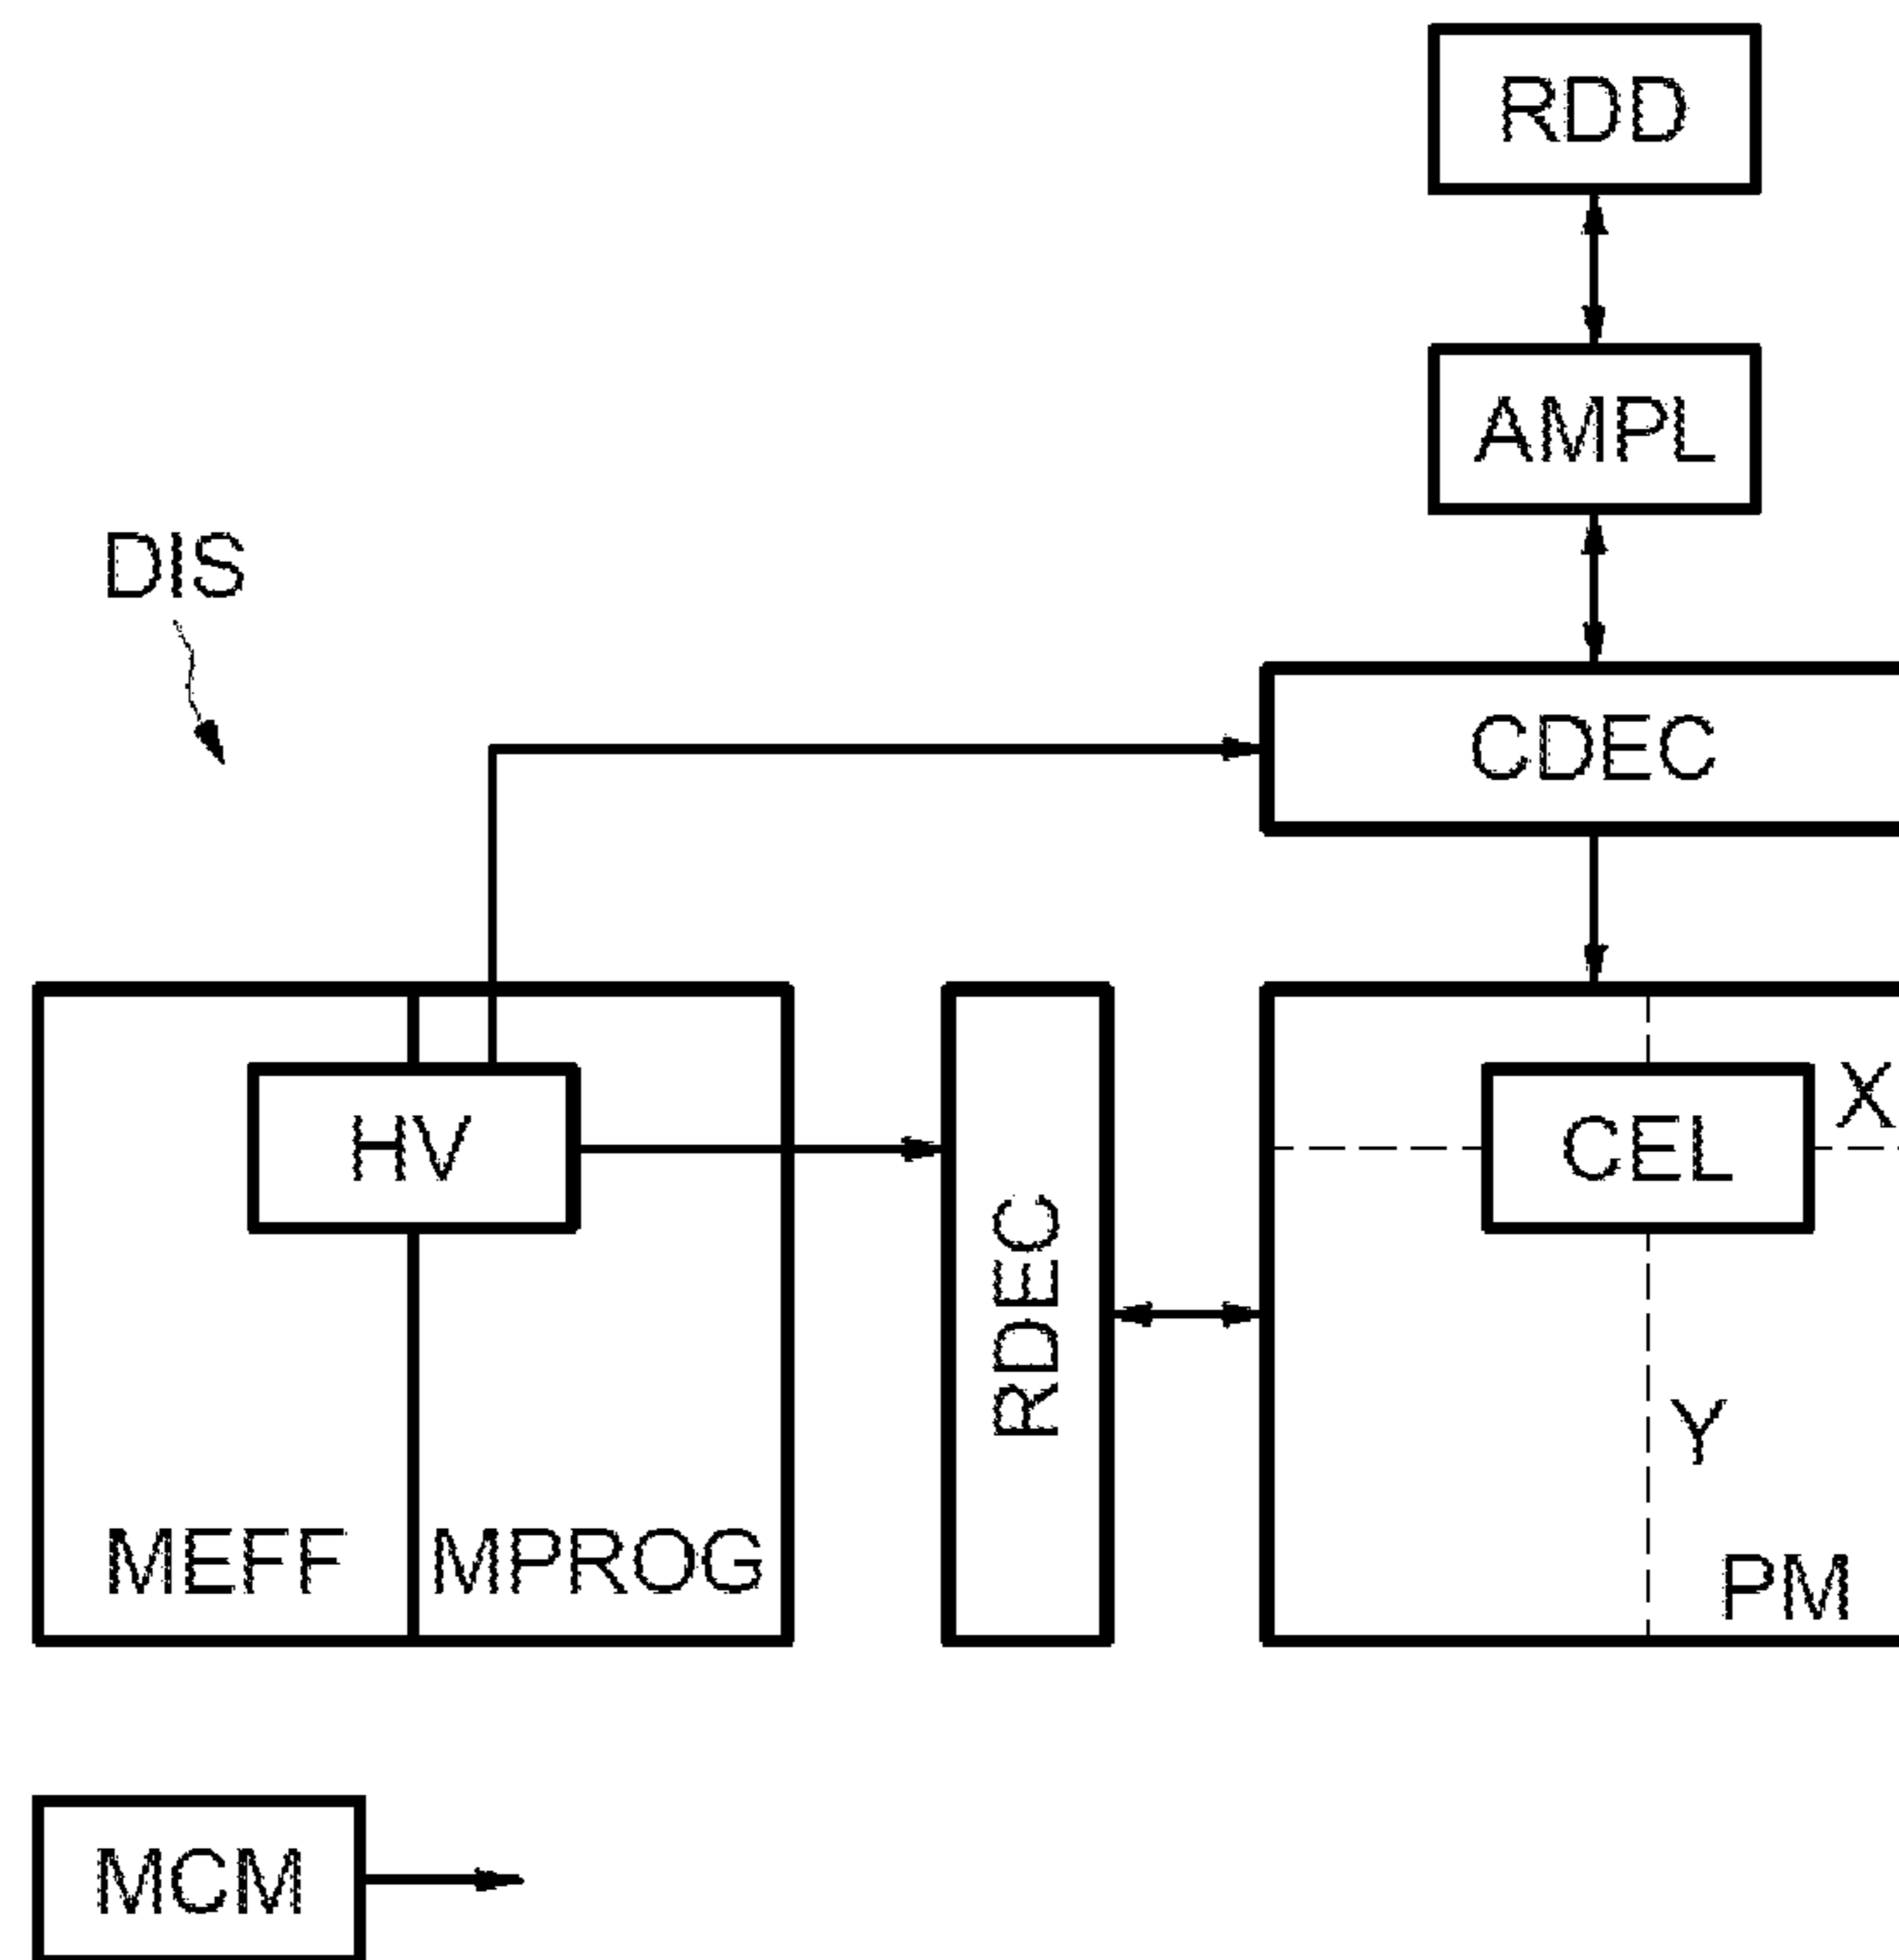 RDD
AMPL
DIS
CDEC
HV
CEL
X
RDEC
Y
MEFF
MPROG
PM
MCM